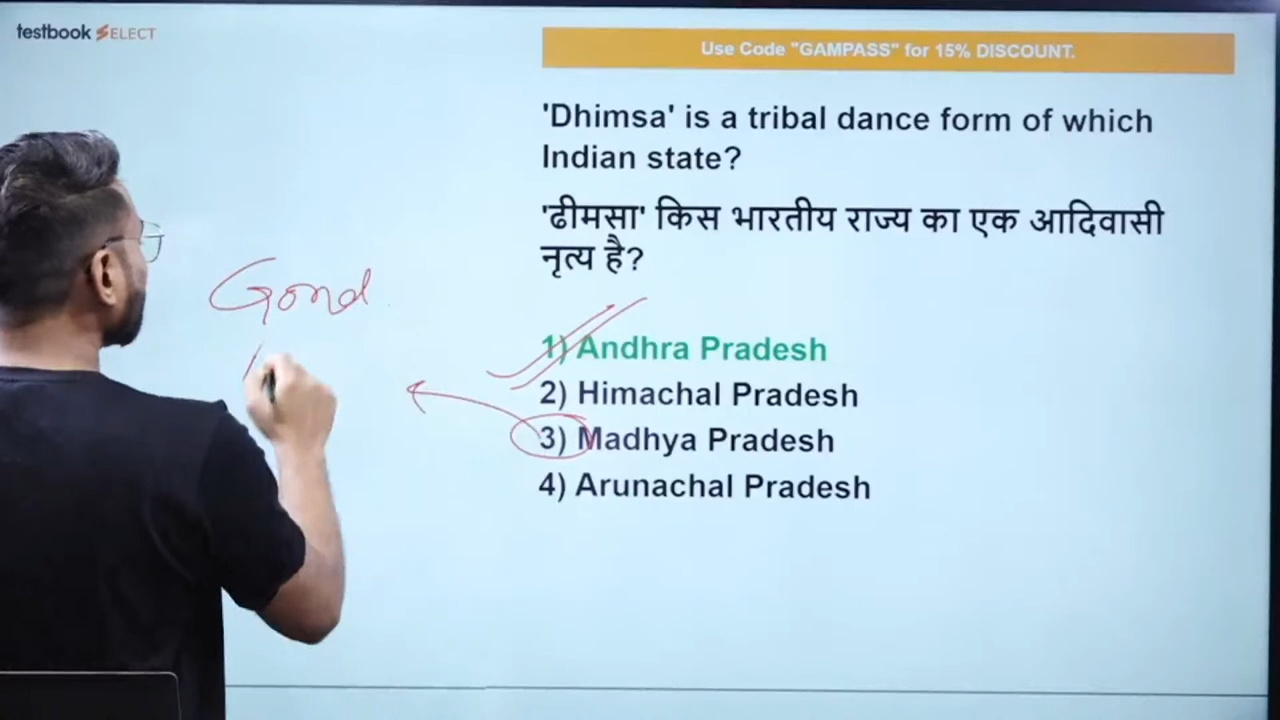 testbook SELECT
Use Code "GAMPASS" for 15% DISCOUNT.
'Dhimsa' is a tribal dance form of which
Indian state?
'ढीमसा' किस भारतीय राज्य का एक आदिवासी
नृत्य है?
Gond
1) Andhra Pradesh
2) Himachal Pradesh
3) Madhya Pradesh
4) Arunachal Pradesh